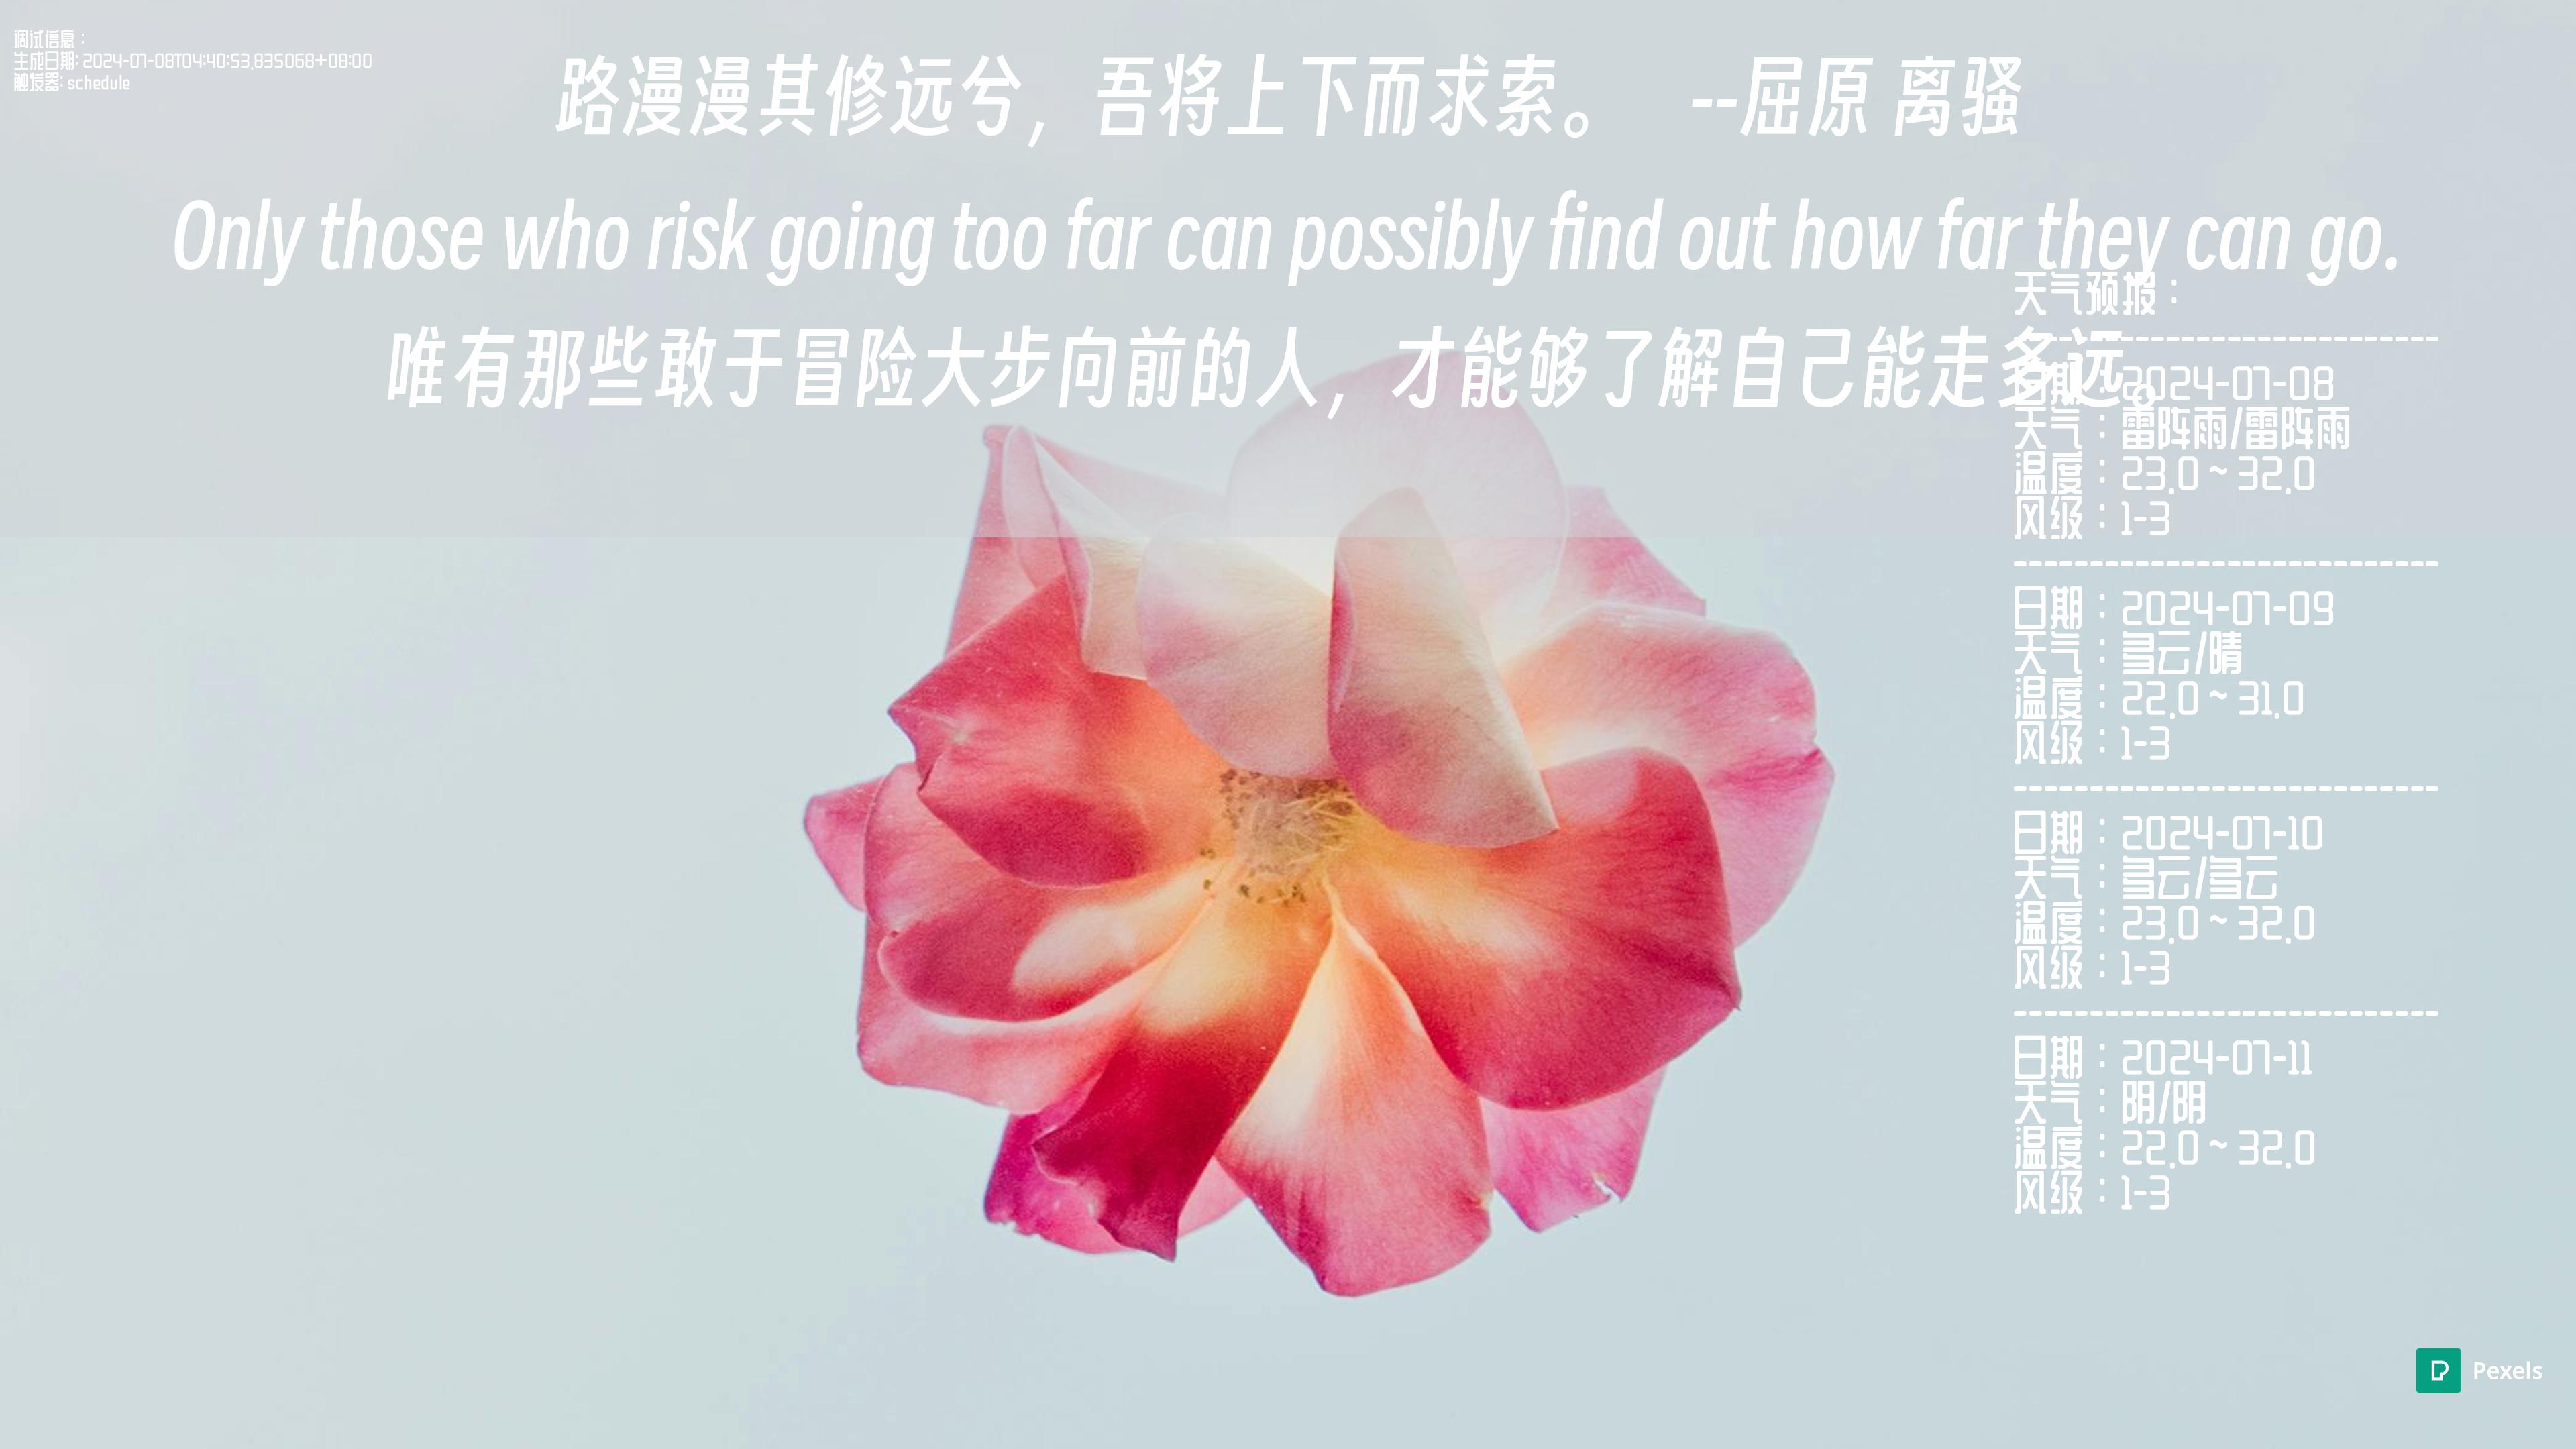 调试信息：
生成日期: 2024-07-08T04:40:53.835068+08:00
触发器: schedule
路漫漫其修远兮，吾将上下而求索。 --屈原 离骚
Only those who risk going too far can possibly find out how far they can go.
唯有那些敢于冒险大步向前的人，才能够了解自己能走多远。
天气预报：
----------------------------
日期：2024-07-08
天气：雷阵雨/雷阵雨
温度：23.0 ~ 32.0
风级：1-3
----------------------------
日期：2024-07-09
天气：多云/晴
温度：22.0 ~ 31.0
风级：1-3
----------------------------
日期：2024-07-10
天气：多云/多云
温度：23.0 ~ 32.0
风级：1-3
----------------------------
日期：2024-07-11
天气：阴/阴
温度：22.0 ~ 32.0
风级：1-3
Pexels